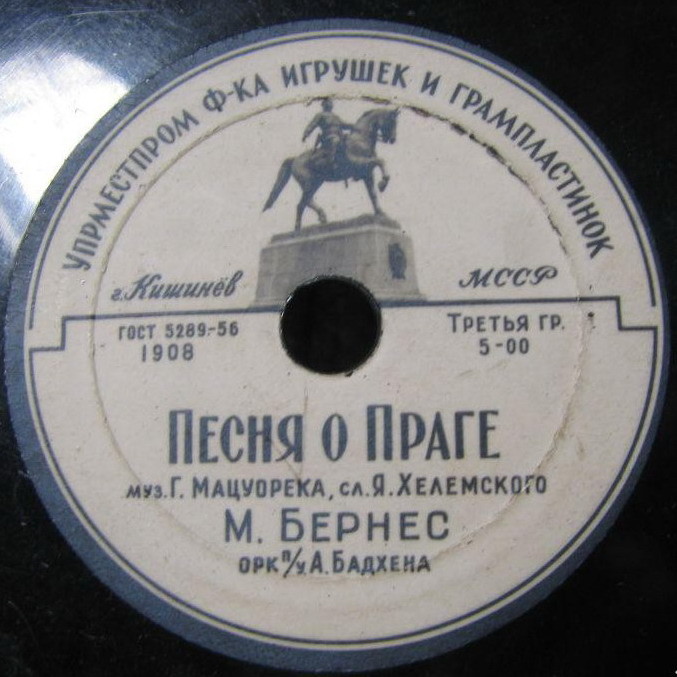 УПРМЕСТПРОМ Ф-КА ИГРУШЕК И ГРАМПЛАСТИНОК
г. Кишинёв
МССР
ГОСТ 5289-56
1908
ТРЕТЬЯ ГР.
5-00
ПЕСНЯ О ПРАГЕ
муз. Г. МАЦУОРЕКА, сл. Я. ХЕЛЕМСКОГО
М. БЕРНЕС
ОРК П/У А. БАДХЕНА